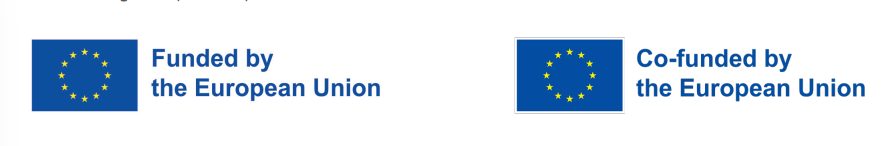 Funded by
the European Union
Co-funded by
the European Union